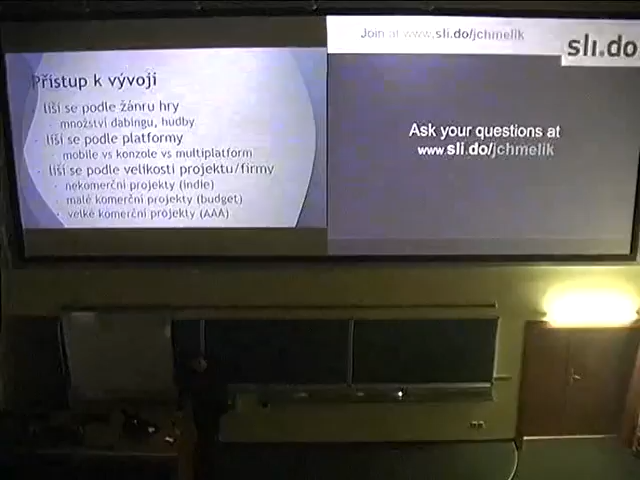 Přístup k vývoji
liší se podle žánru hry
množství dabingu, hudby
liší se podle platformy
mobile vs konzole vs multiplatform
liší se podle velikosti projektu/firmy
nekomerční projekty (indie)
malé komerční projekty (budget)
velké komerční projekty (AAA)
Join at www.sli.do/jchmelik
sli.do
Ask your questions at
www.sli.do/jchmelik